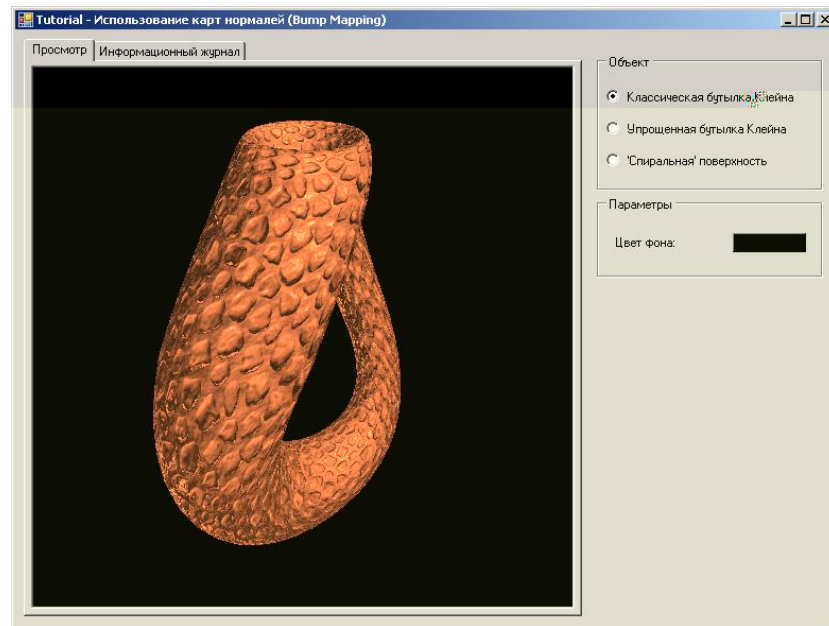 Tutorial - Использование карт нормалей (Bump Mapping)
Просмотр
Информационный журнал
Объект
Классическая бутылка Клейна
Упрощенная бутылка Клейна
'Спиральная' поверхность
Параметры
Цвет фона: